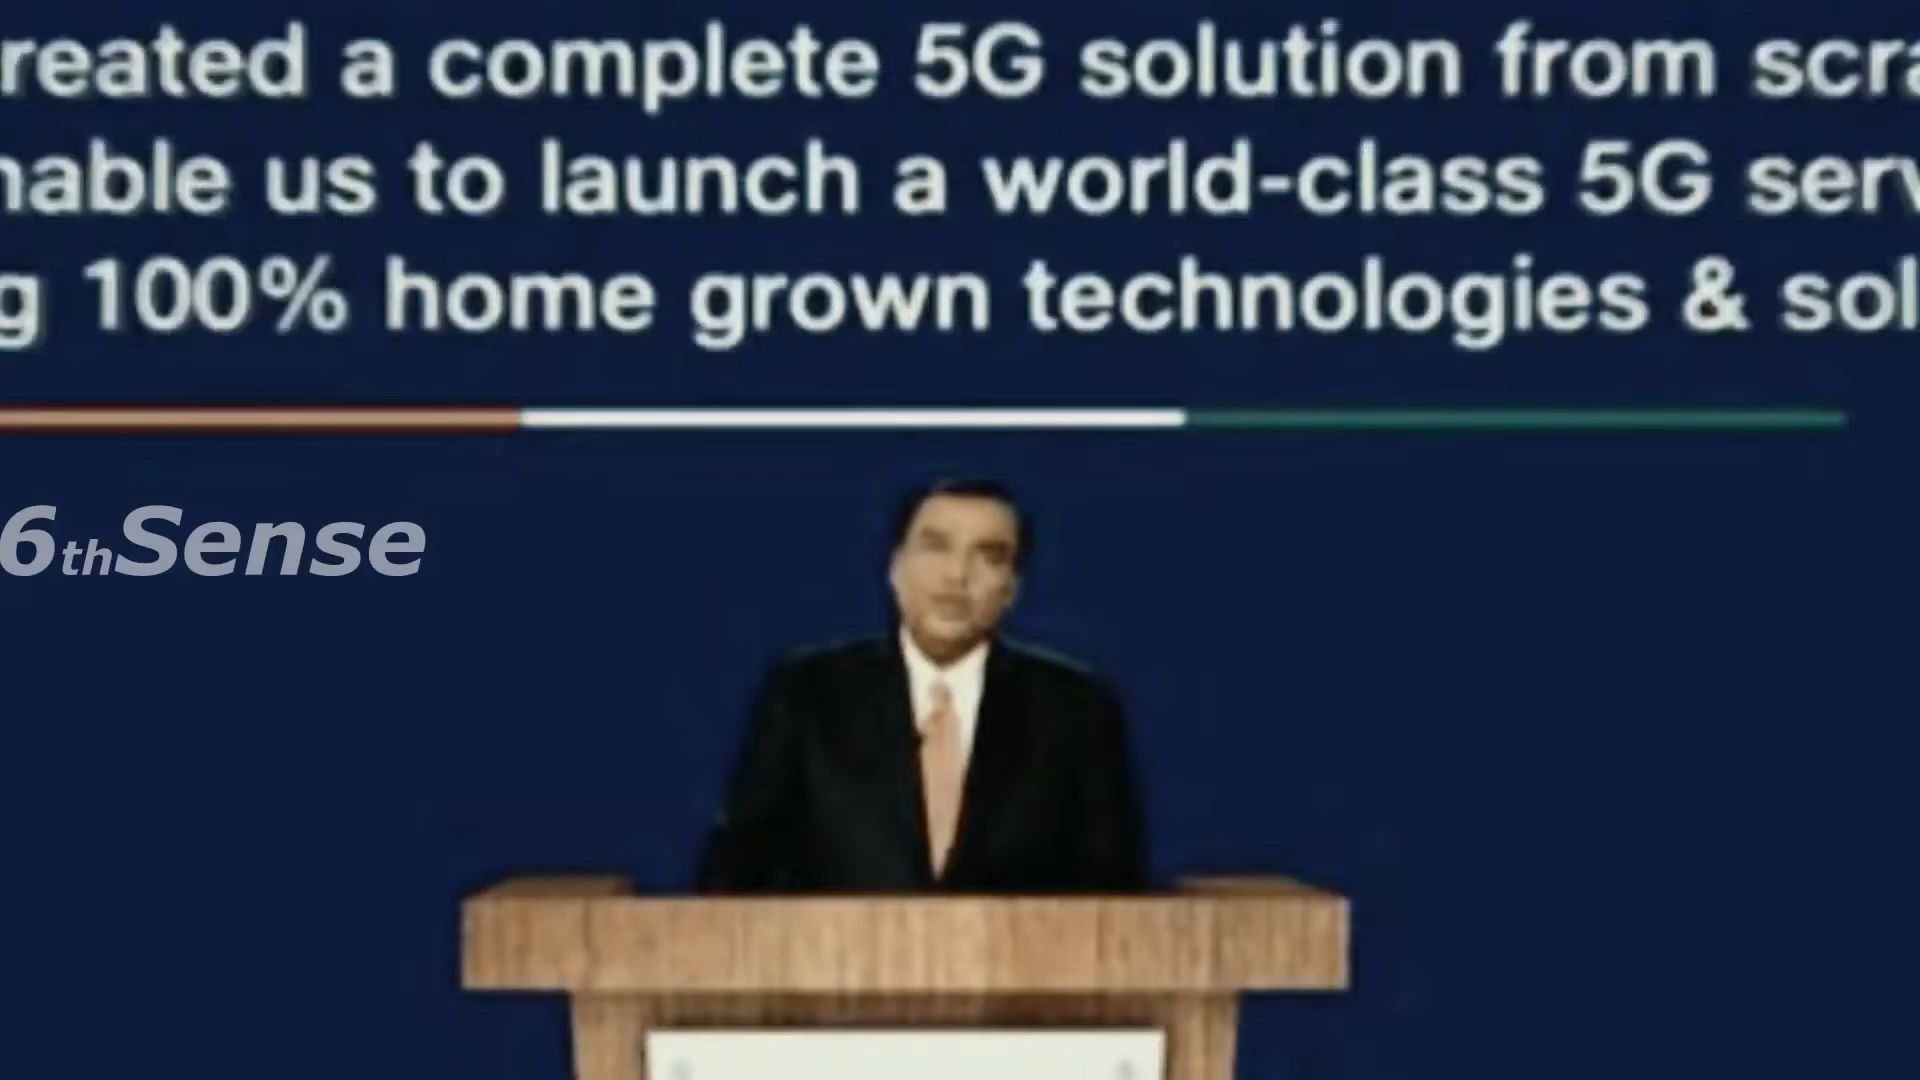 reated a complete 5G solution from scra
nable us to launch a world-class 5G serv
g 100% home grown technologies & sol
6thSense